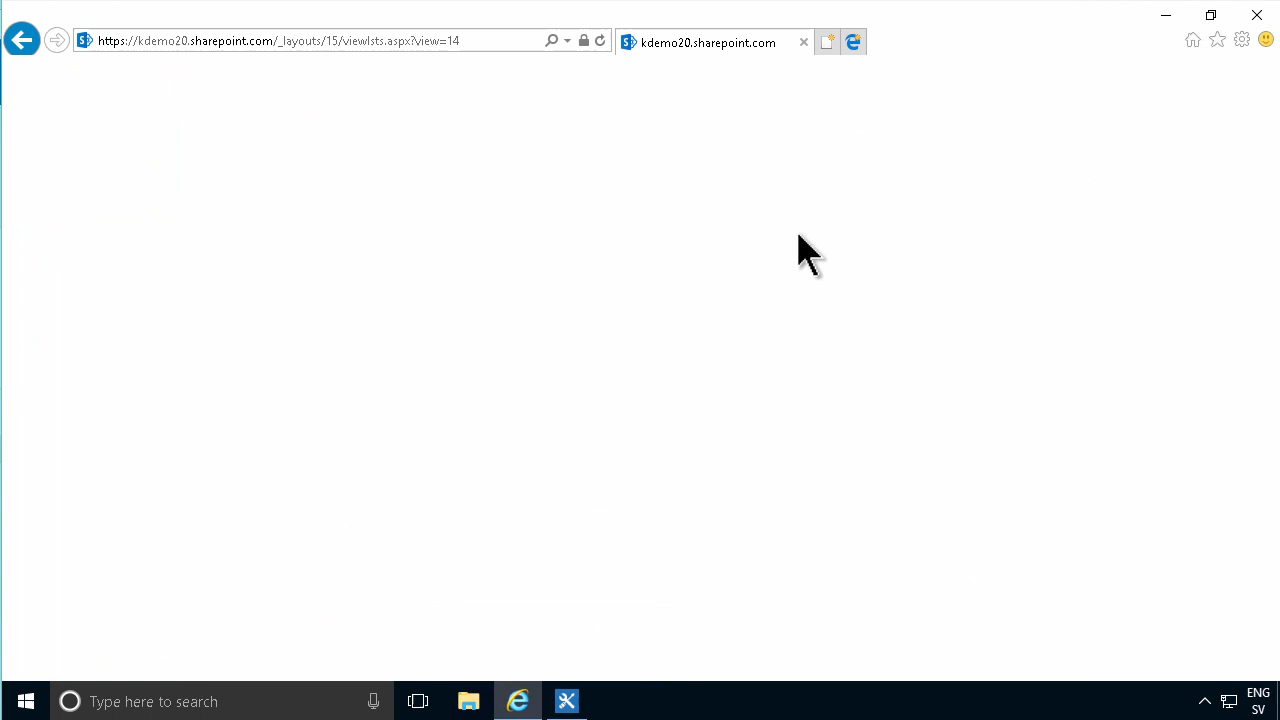 https://kdemo20.sharepoint.com/_layouts/15/viewlsts.aspx?view=14
kdemo20.sharepoint.com
Type here to search
ENG
SV